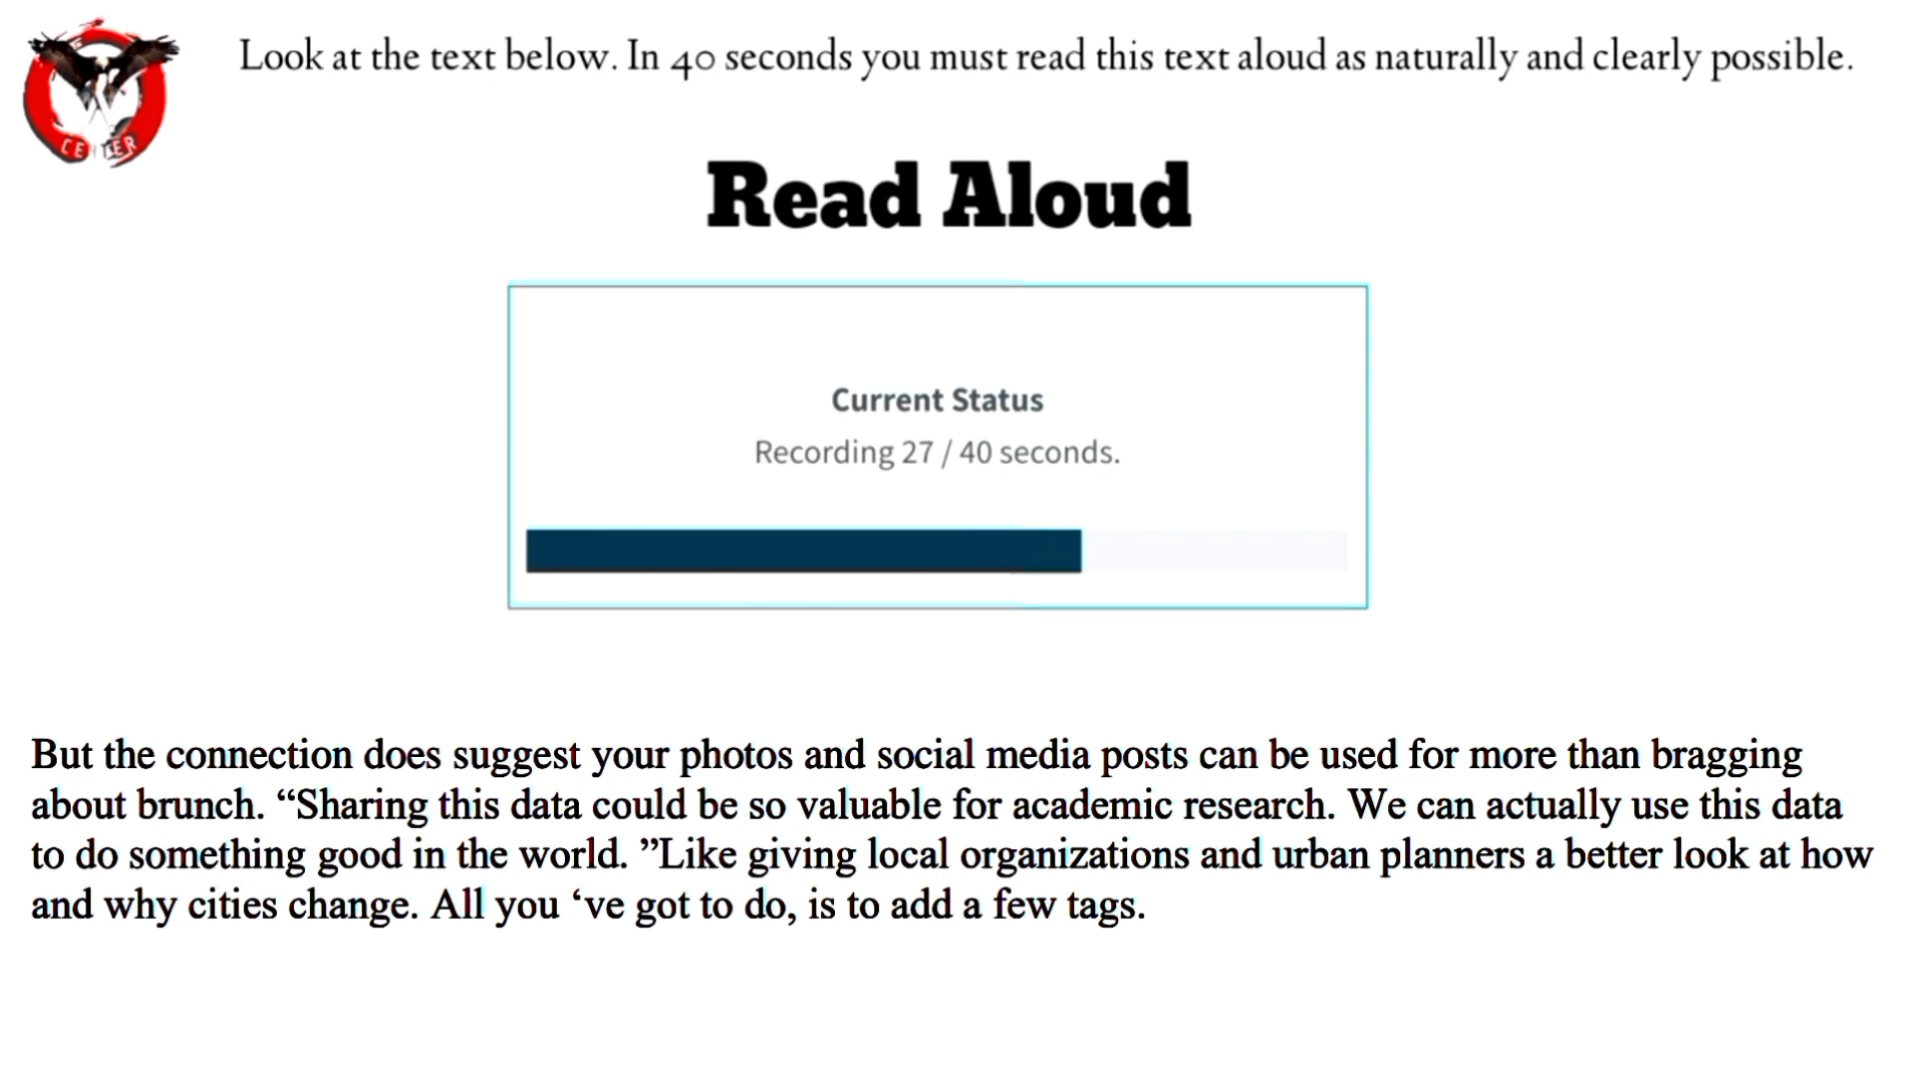 Look at the text below. In 40 seconds you must read this text aloud as naturally and clearly possible.
CENTER
Read Aloud
Current Status
Recording 27 / 40 seconds.
But the connection does suggest your photos and social media posts can be used for more than bragging
about brunch. “Sharing this data could be so valuable for academic research. We can actually use this data
to do something good in the world. ”Like giving local organizations and urban planners a better look at how
and why cities change. All you ‘ve got to do, is to add a few tags.